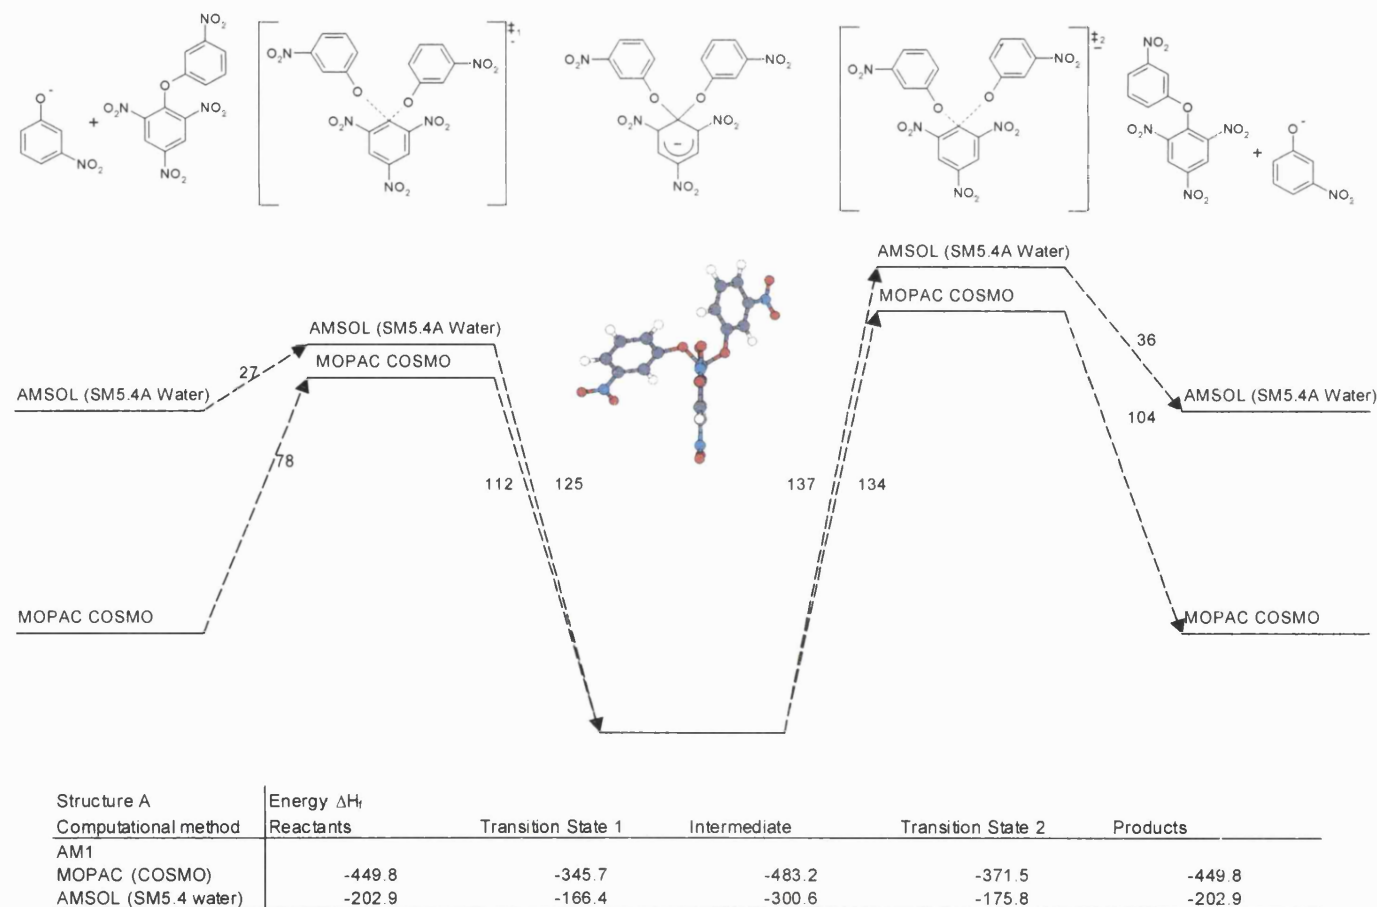 NO₂
O₂N
NO₂
O⁻
+
O
O₂N
NO₂
NO₂
NO₂
‡₁
-
O₂N
NO₂
O
O
O₂N
NO₂
NO₂
O₂N
NO₂
O
O
O₂N
NO₂
-
NO₂
‡₂
-
O₂N
NO₂
O
O
O₂N
NO₂
NO₂
NO₂
O
O₂N
NO₂
NO₂
+
O⁻
NO₂
AMSOL (SM5.4A Water)
27
MOPAC COSMO
78
AMSOL (SM5.4A Water)
MOPAC COSMO
112
125
137
134
AMSOL (SM5.4A Water)
MOPAC COSMO
36
104
AMSOL (SM5.4A Water)
MOPAC COSMO
Structure A Energy ΔHf
Computational method Reactants Transition State 1 Intermediate Transition State 2 Products
AM1
MOPAC (COSMO) -449.8 -345.7 -483.2 -371.5 -449.8
AMSOL (SM5.4 water) -202.9 -166.4 -300.6 -175.8 -202.9